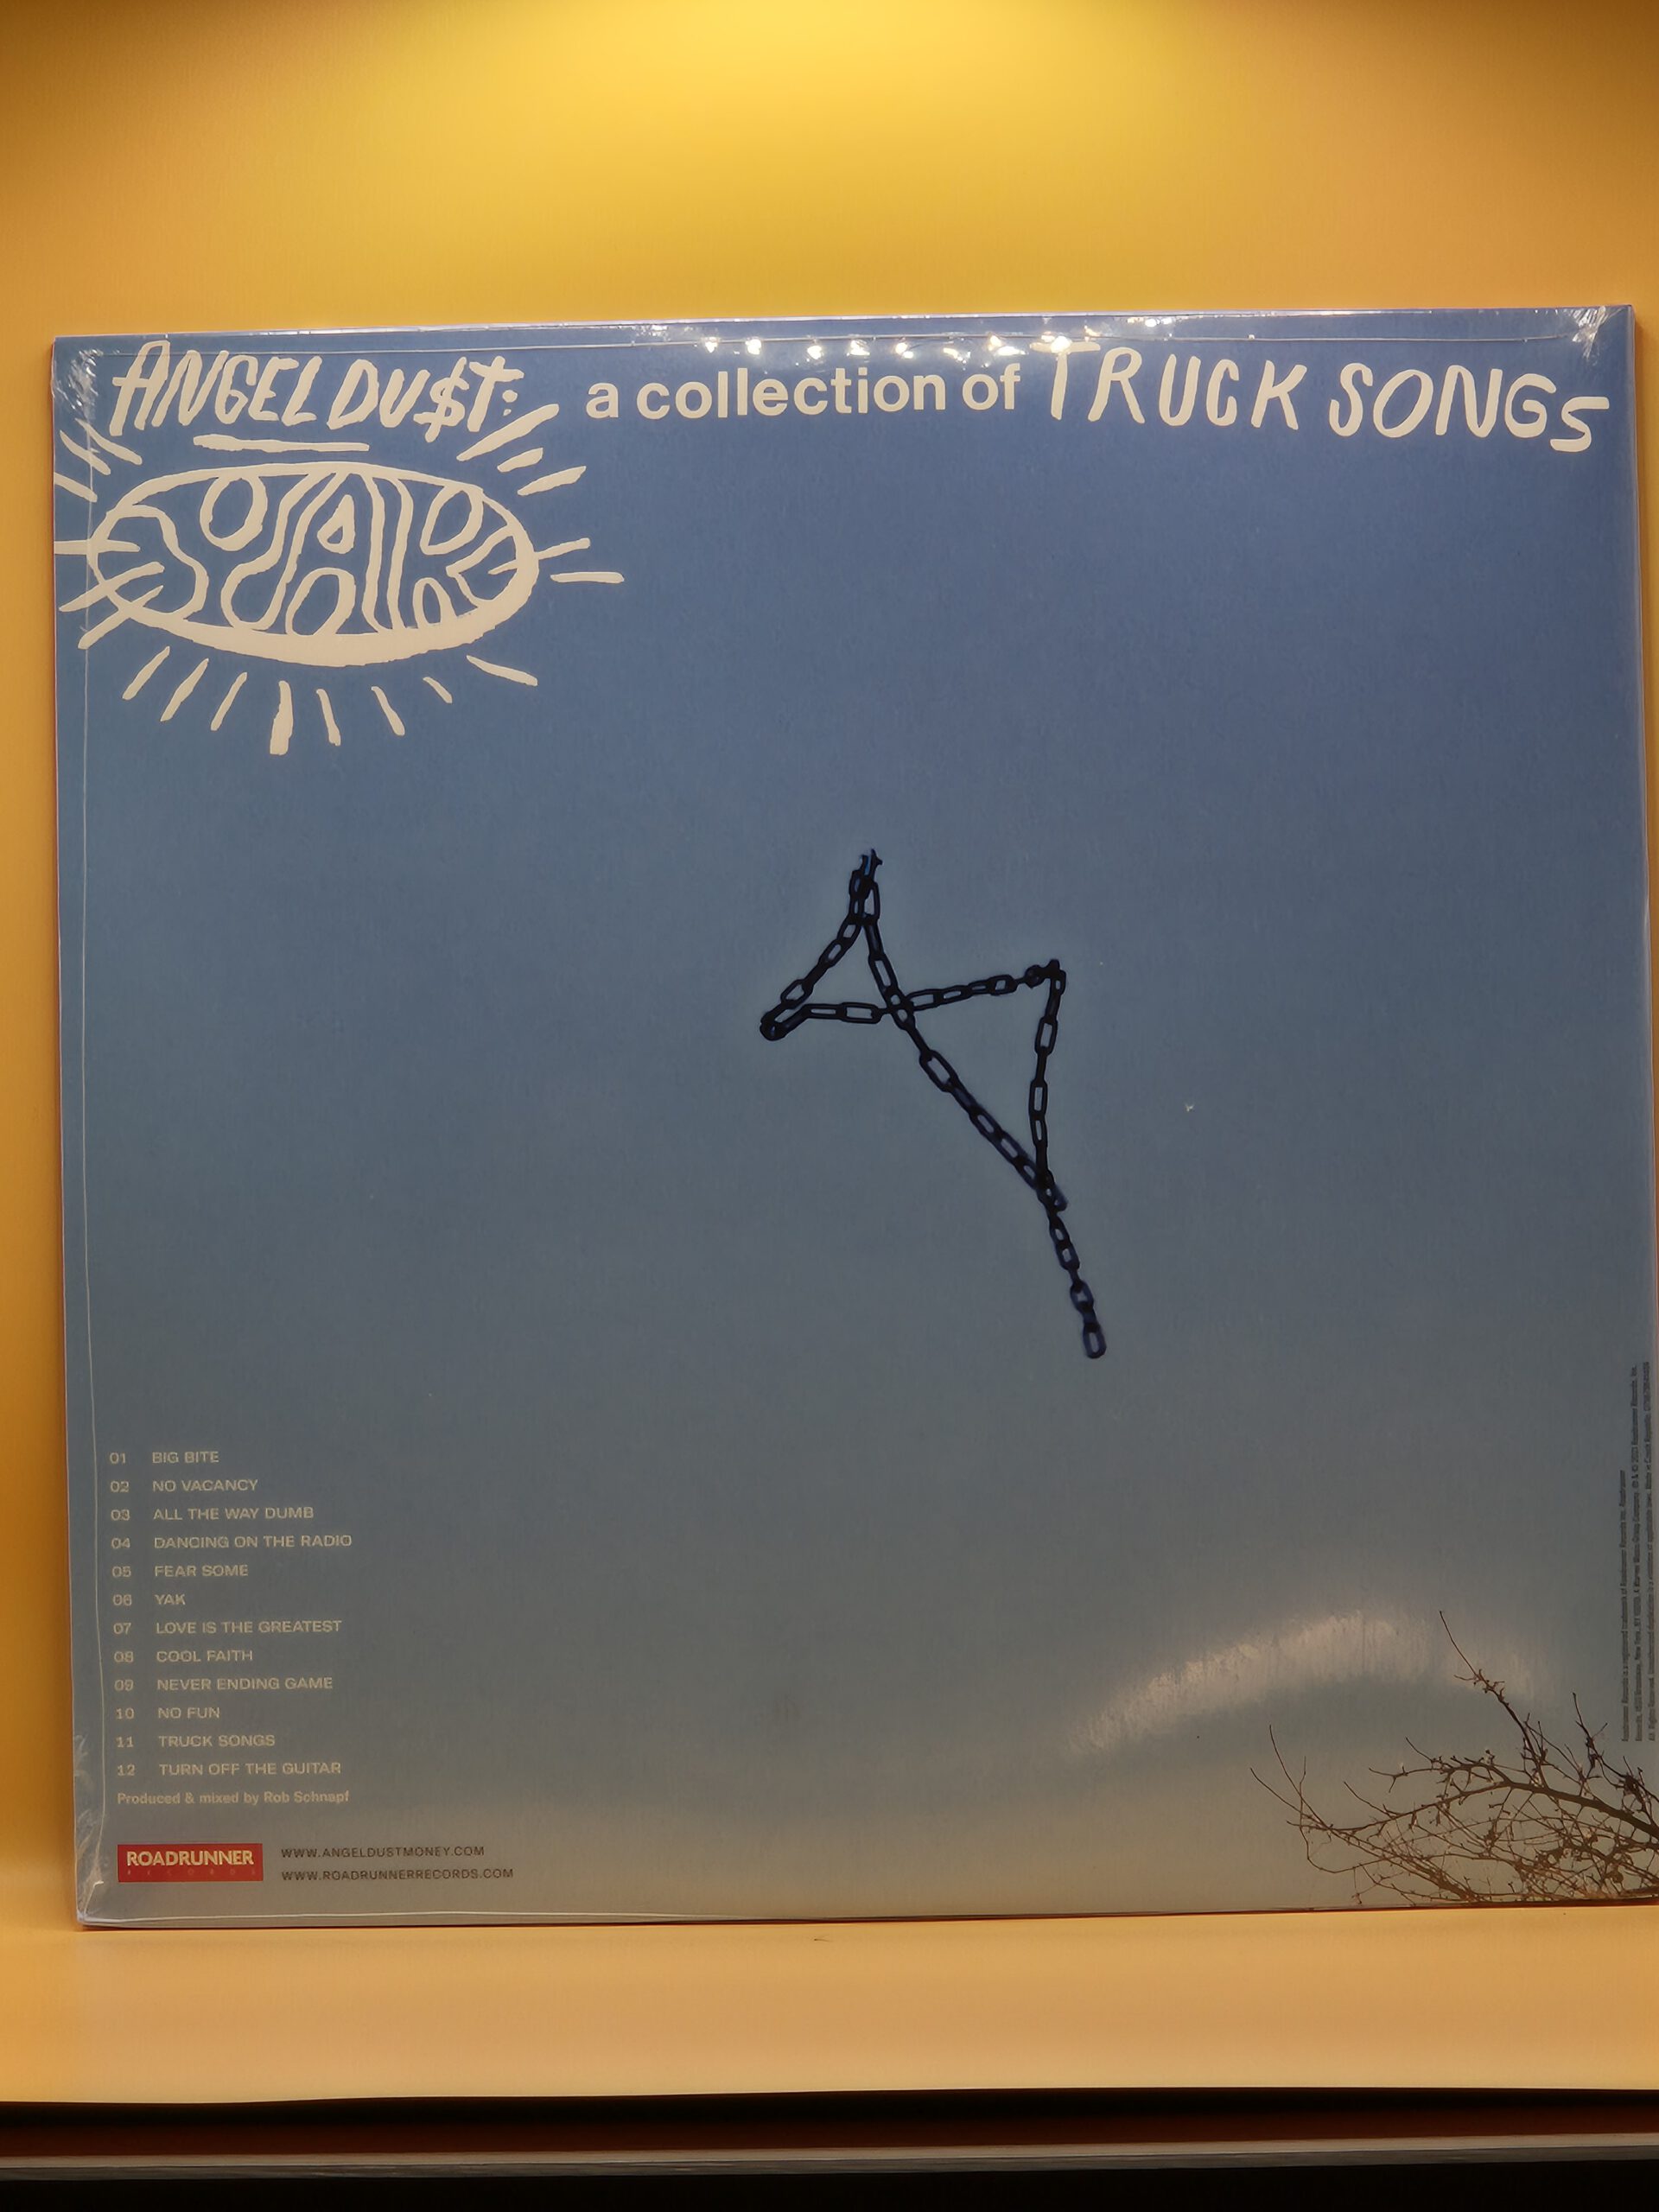 ANGEL DU$T: a collection of TRUCK SONGS
YAK
01 BIG BITE
02 NO VACANCY
03 ALL THE WAY DUMB
04 DANCING ON THE RADIO
05 FEAR SOME
06 YAK
07 LOVE IS THE GREATEST
08 COOL FAITH
09 NEVER ENDING GAME
10 NO FUN
11 TRUCK SONGS
12 TURN OFF THE GUITAR
Produced & mixed by Rob Schnapf
ROADRUNNER
RECORDS
WWW.ANGELDUSTMONEY.COM
WWW.ROADRUNNERRECORDS.COM